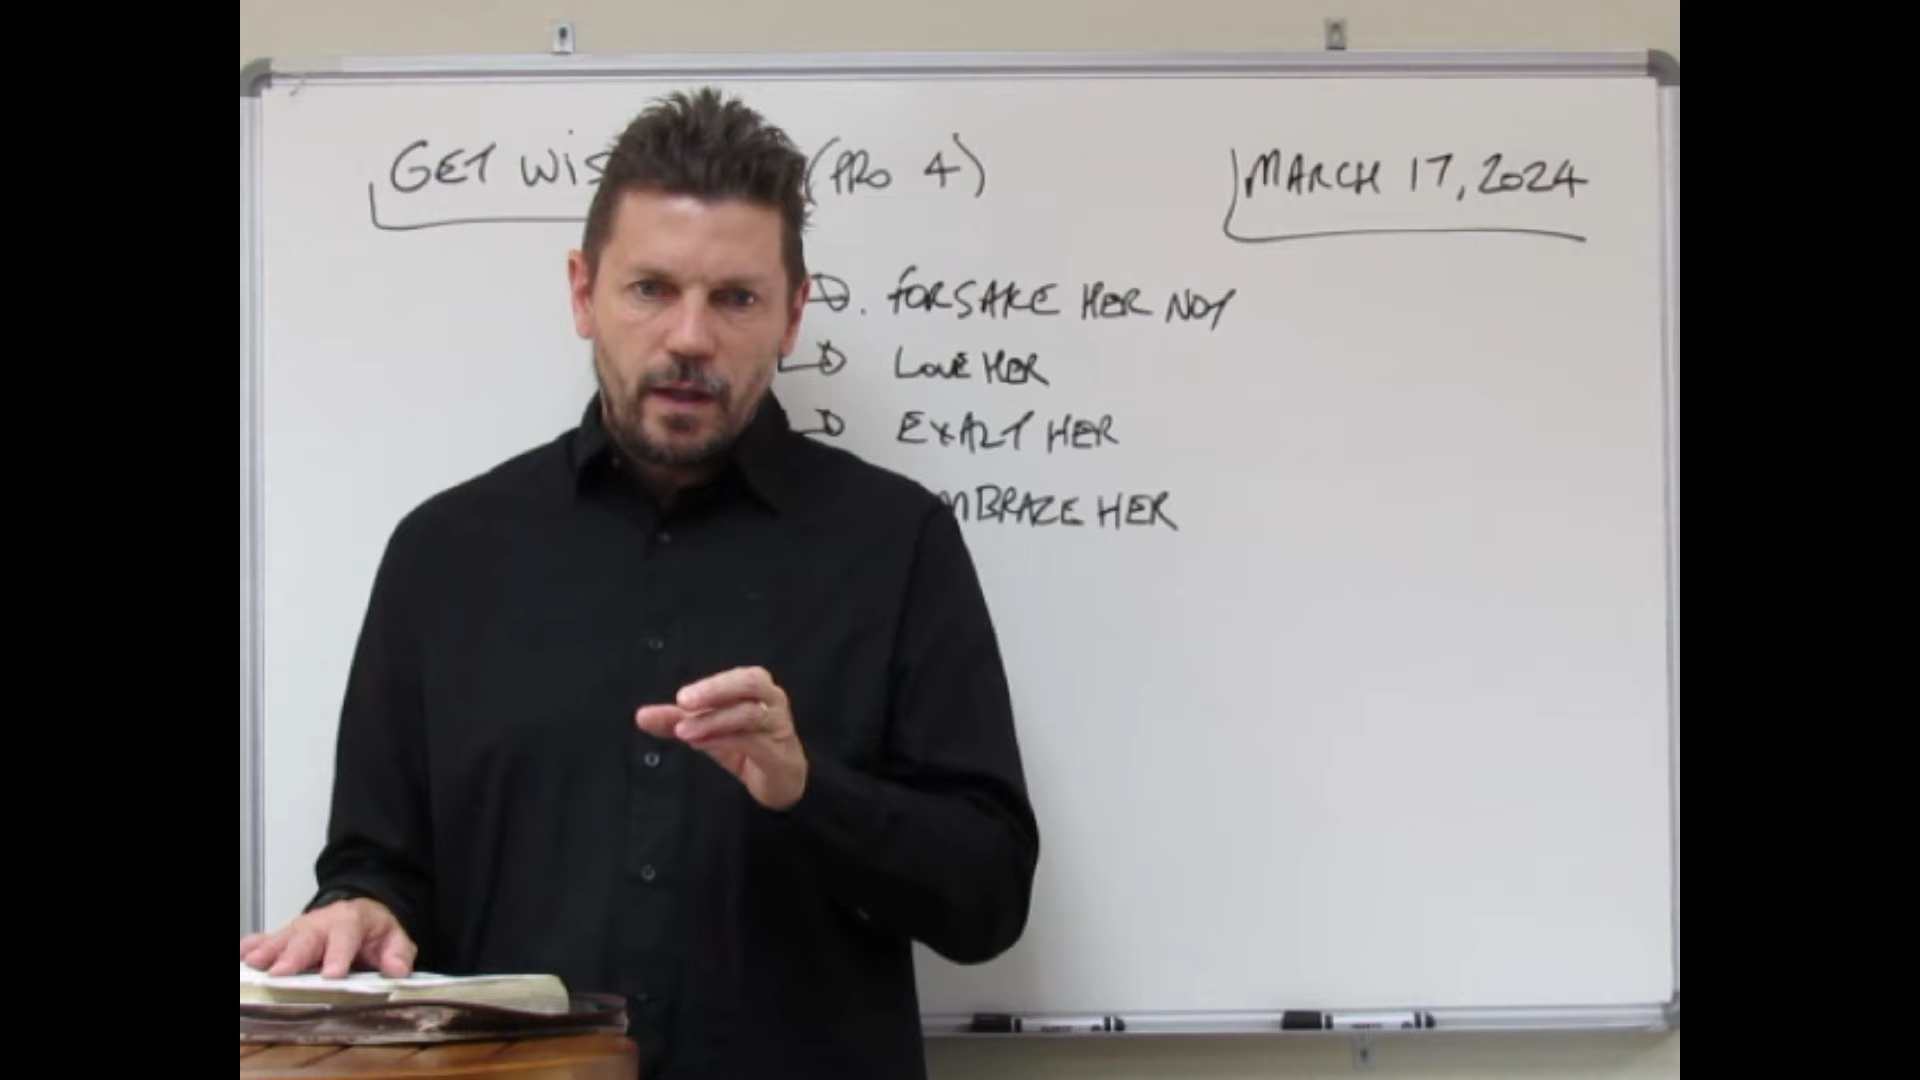 GET WIS (PRO 4)
MARCH 17, 2024
FORSAKE HER NOT
LOVE HER
EXALT HER
MBRACE HER